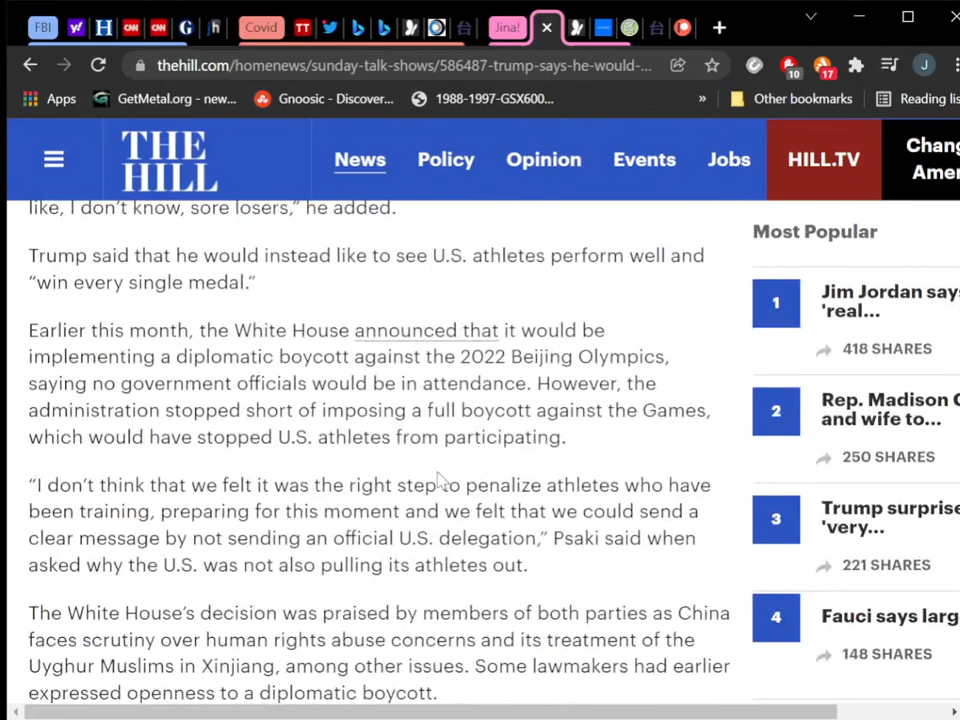 FBI
Covid
Jina!
thehill.com/homenews/sunday-talk-shows/586487-trump-says-he-would-...
10
17
J
Apps
GetMetal.org - new...
Gnoosic - Discover...
1988-1997-GSX600...
»
Other bookmarks
Reading lis
THE
HILL
News
Policy
Opinion
Events
Jobs
HILL.TV
Chang
Amer
like, I don’t know, sore losers,” he added.
Trump said that he would instead like to see U.S. athletes perform well and
“win every single medal.”
Earlier this month, the White House announced that it would be
implementing a diplomatic boycott against the 2022 Beijing Olympics,
saying no government officials would be in attendance. However, the
administration stopped short of imposing a full boycott against the Games,
which would have stopped U.S. athletes from participating.
“I don’t think that we felt it was the right step to penalize athletes who have
been training, preparing for this moment and we felt that we could send a
clear message by not sending an official U.S. delegation,” Psaki said when
asked why the U.S. was not also pulling its athletes out.
The White House’s decision was praised by members of both parties as China
faces scrutiny over human rights abuse concerns and its treatment of the
Uyghur Muslims in Xinjiang, among other issues. Some lawmakers had earlier
expressed openness to a diplomatic boycott.
Most Popular
1
Jim Jordan says
'real...
418 SHARES
2
Rep. Madison C
and wife to...
250 SHARES
3
Trump surprise
'very...
221 SHARES
4
Fauci says larg
148 SHARES